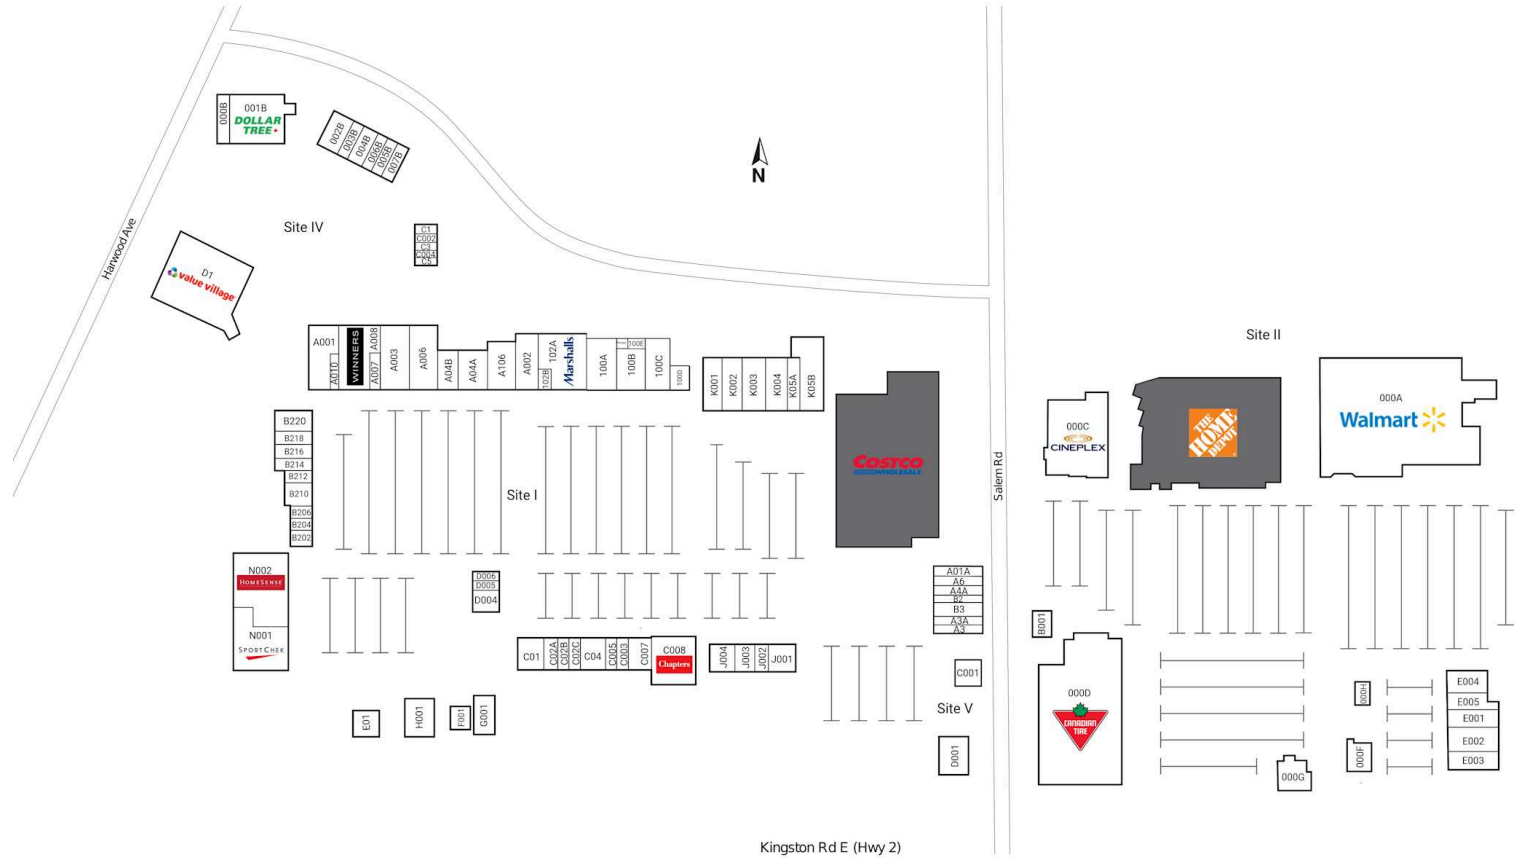 000B
001B
DOLLAR
TREE
002B
003B
004B
006B
005B
007B
N
Harwood Ave
Site IV
C1
C002
C3
C004
C5
D1
value village
A001
A010
WINNERS
A008
A007
A003
A006
A04B
A04A
A106
A002
102A
102B
Marshalls
100A
100E
100B
100C
100D
K001
K002
K003
K004
K05A
K05B
COSTCO
WHOLESALE
Salem Rd
Site II
000C
CINEPLEX
THE
HOME
DEPOT
000A
Walmart
B220
B218
B216
B214
B212
B210
B206
B204
B202
Site I
N002
HOMESENSE
N001
SPORTCHEK
D006
D005
D004
C01
C02A
C02B
C02C
C04
C005
C003
C007
C008
Chapters
J004
J003
J002
J001
A01A
A6
A4A
B2
B3
A3A
A3
C001
Site V
D001
B001
000D
CANADIAN
TIRE
E01
H001
F001
G001
000H
000F
000G
E004
E005
E001
E002
E003
Kingston Rd E (Hwy 2)